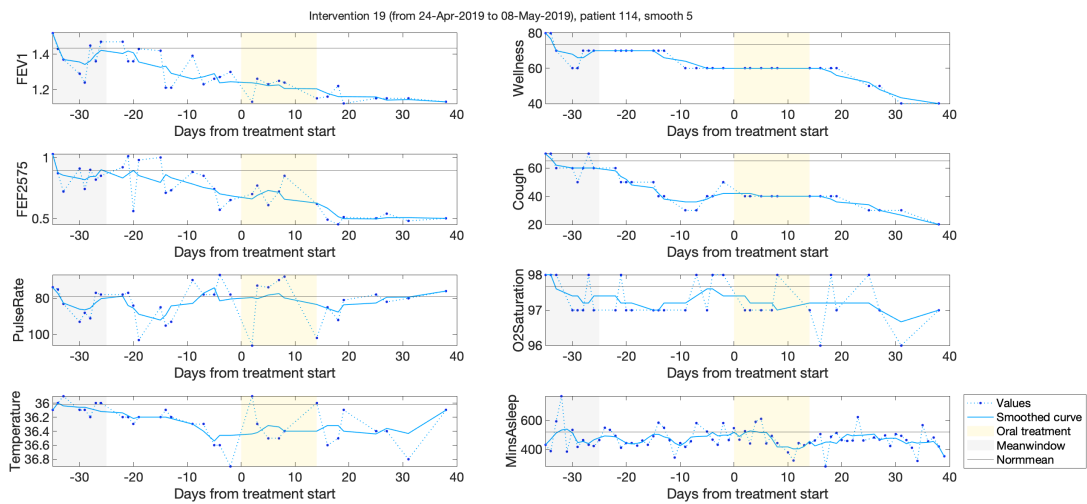 Intervention 19 (from 24-Apr-2019 to 08-May-2019), patient 114, smooth 5
FEV1
1.4
1.2
-30 -20 -10 0 10 20 30 40
Days from treatment start
Wellness
80
60
40
-30 -20 -10 0 10 20 30 40
Days from treatment start
FEF2575
1
0.5
-30 -20 -10 0 10 20 30 40
Days from treatment start
Cough
60
40
20
-30 -20 -10 0 10 20 30 40
Days from treatment start
PulseRate
80
100
-30 -20 -10 0 10 20 30 40
Days from treatment start
O2Saturation
98
97
96
-30 -20 -10 0 10 20 30 40
Days from treatment start
Temperature
36
36.2
36.4
36.6
36.8
-30 -20 -10 0 10 20 30 40
Days from treatment start
MinsAsleep
600
400
-30 -20 -10 0 10 20 30 40
Days from treatment start
Values
Smoothed curve
Oral treatment
Meanwindow
Normmean